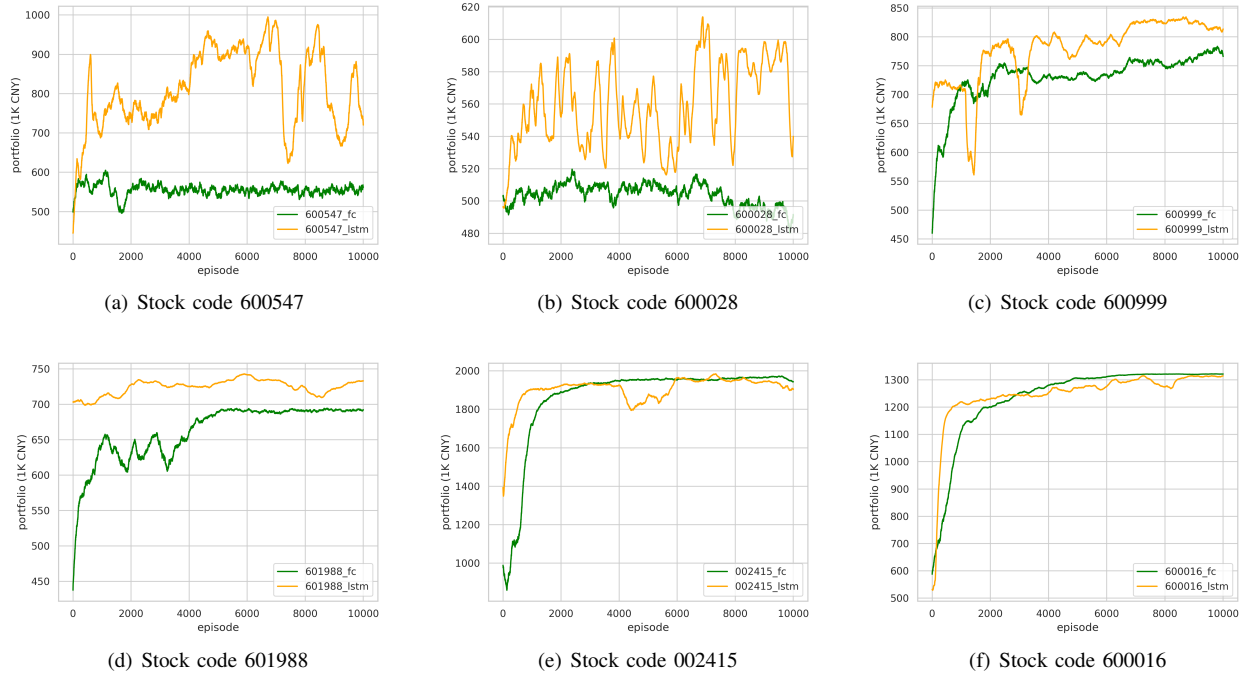 1000
900
800
700
600
500
portfolio (1K CNY)
0 2000 4000 6000 8000 10000
episode
600547_fc
600547_lstm
(a) Stock code 600547
620
600
580
560
540
520
500
480
portfolio (1K CNY)
0 2000 4000 6000 8000 10000
episode
600028_fc
600028_lstm
(b) Stock code 600028
850
800
750
700
650
600
550
500
450
portfolio (1K CNY)
0 2000 4000 6000 8000 10000
episode
600999_fc
600999_lstm
(c) Stock code 600999
750
700
650
600
550
500
450
portfolio (1K CNY)
0 2000 4000 6000 8000 10000
episode
601988_fc
601988_lstm
(d) Stock code 601988
2000
1800
1600
1400
1200
1000
portfolio (1K CNY)
0 2000 4000 6000 8000 10000
episode
002415_fc
002415_lstm
(e) Stock code 002415
1300
1200
1100
1000
900
800
700
600
500
portfolio (1K CNY)
0 2000 4000 6000 8000 10000
episode
600016_fc
600016_lstm
(f) Stock code 600016